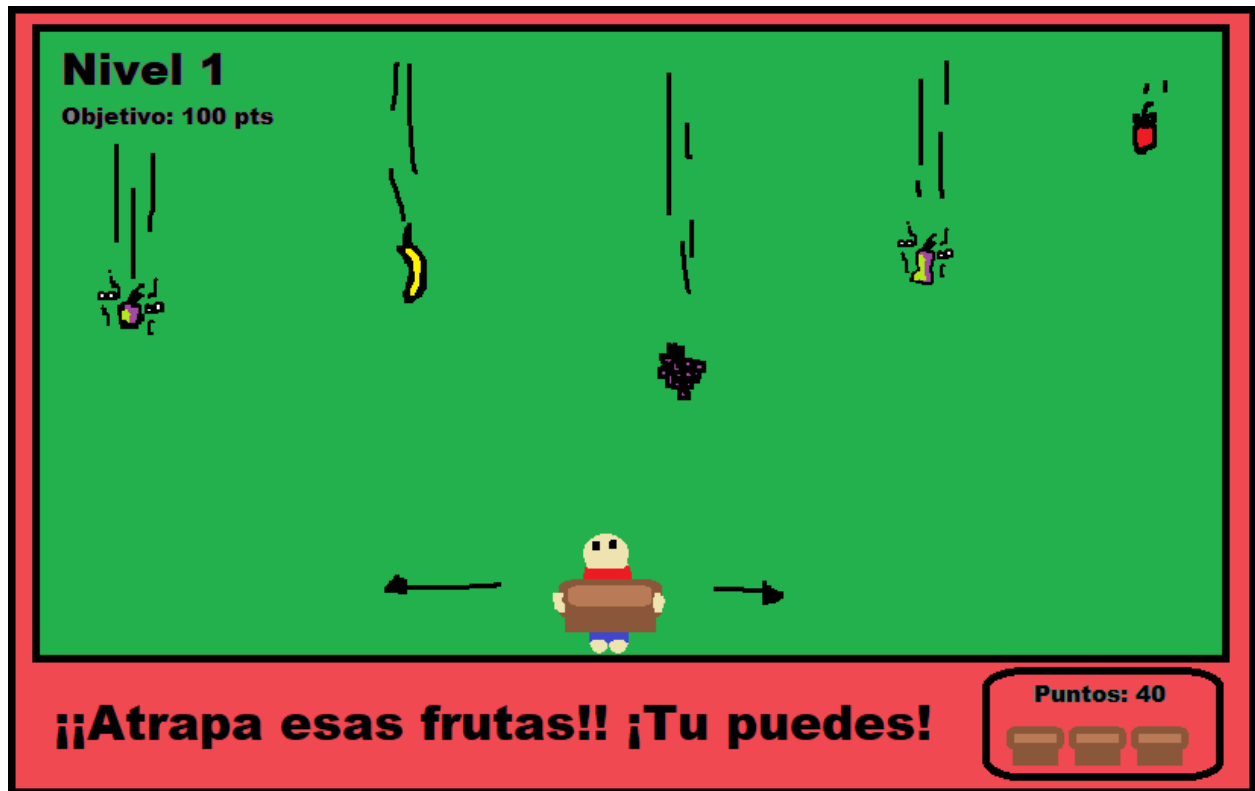 Nivel 1
Objetivo: 100 pts
¡¡Atrapa esas frutas!! ¡Tu puedes!
Puntos: 40